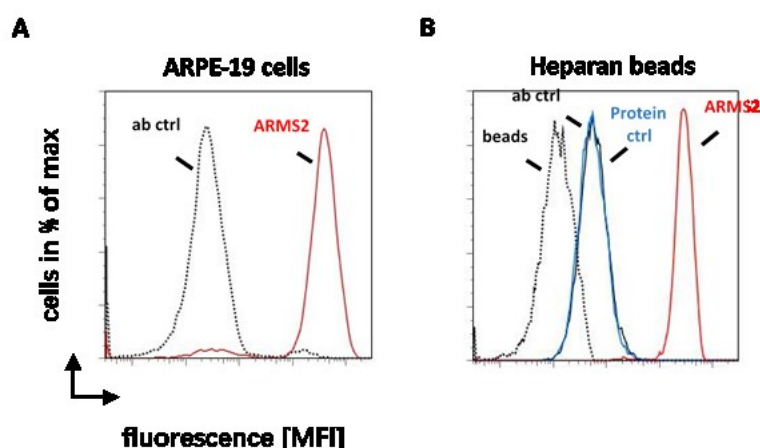 A
ARPE-19 cells
ab ctrl
ARMS2
cells in % of max
fluorescence [MFI]
B
Heparan beads
ab ctrl
beads
Protein
ctrl
ARMS2